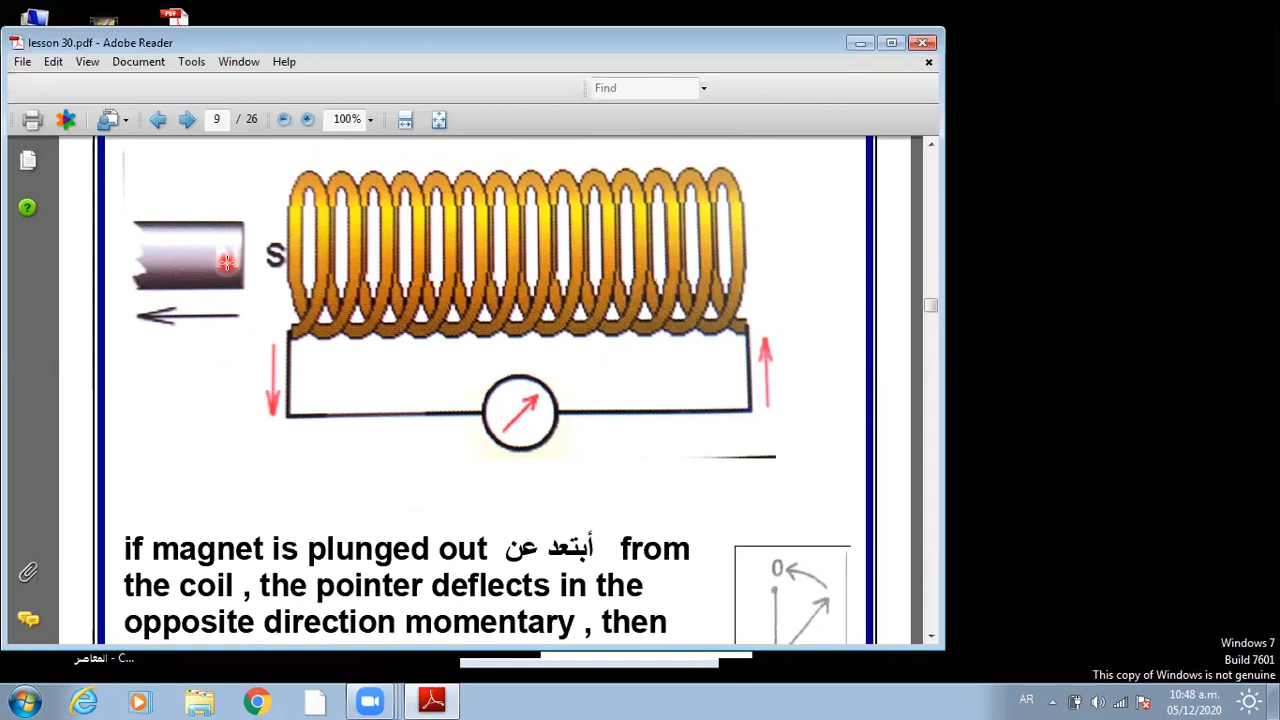 lesson 30.pdf - Adobe Reader
File Edit View Document Tools Window Help
Find
9 / 26 100%
S
if magnet is plunged out أبتعد عن from
the coil , the pointer deflects in the
opposite direction momentary , then
0
المعاصر - C...
Windows 7
Build 7601
This copy of Windows is not genuine
AR
10:48 a.m.
05/12/2020